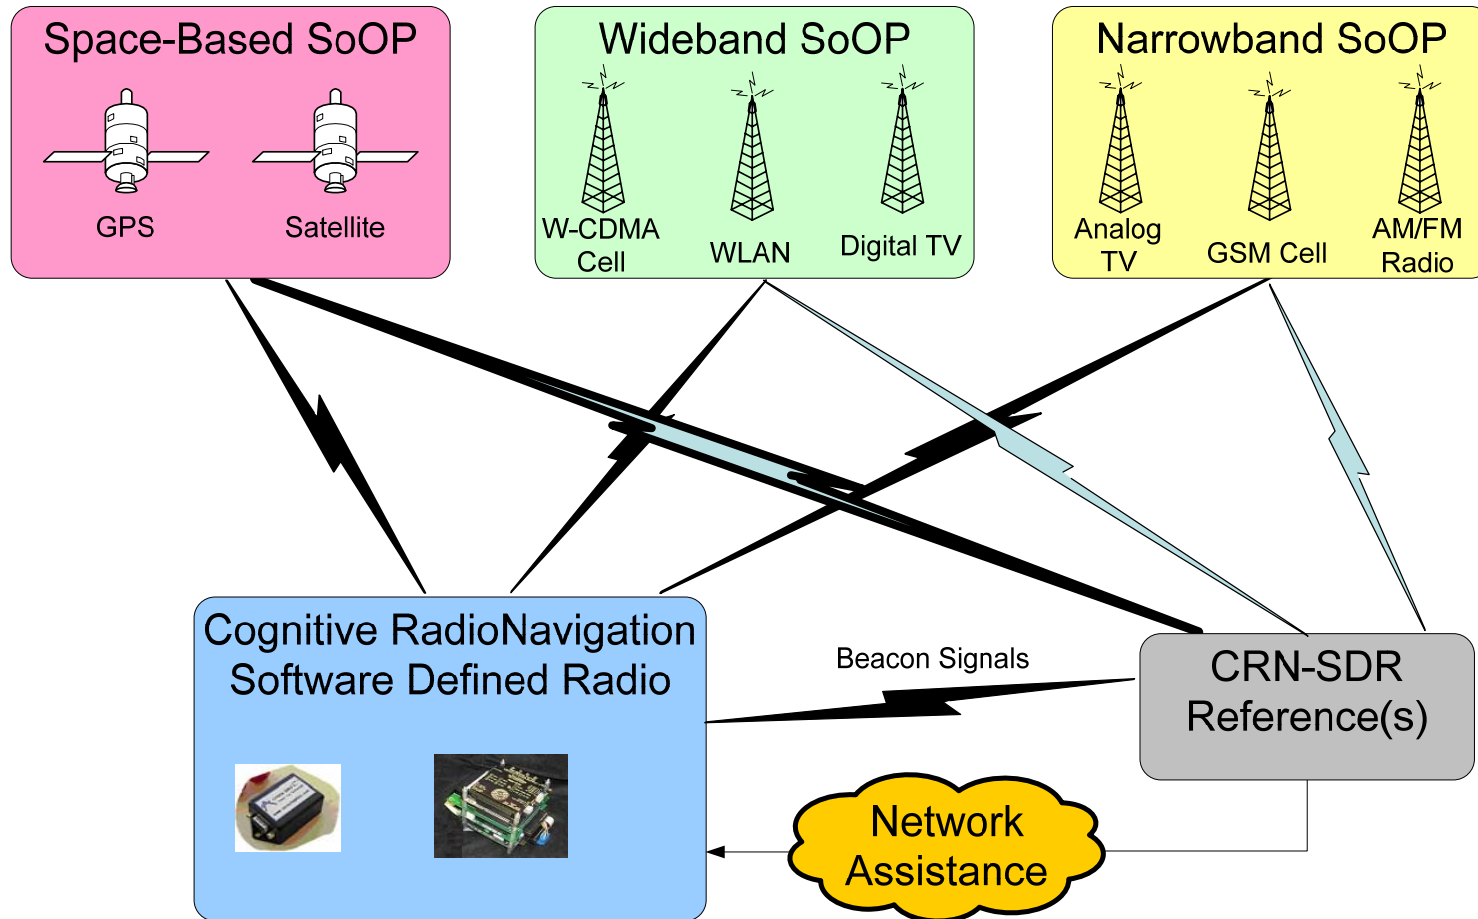 Space-Based SoOP
GPS
Satellite
Wideband SoOP
W-CDMA
Cell
WLAN
Digital TV
Narrowband SoOP
Analog
TV
GSM Cell
AM/FM
Radio
Cognitive RadioNavigation
Software Defined Radio
Beacon Signals
CRN-SDR
Reference(s)
Network
Assistance